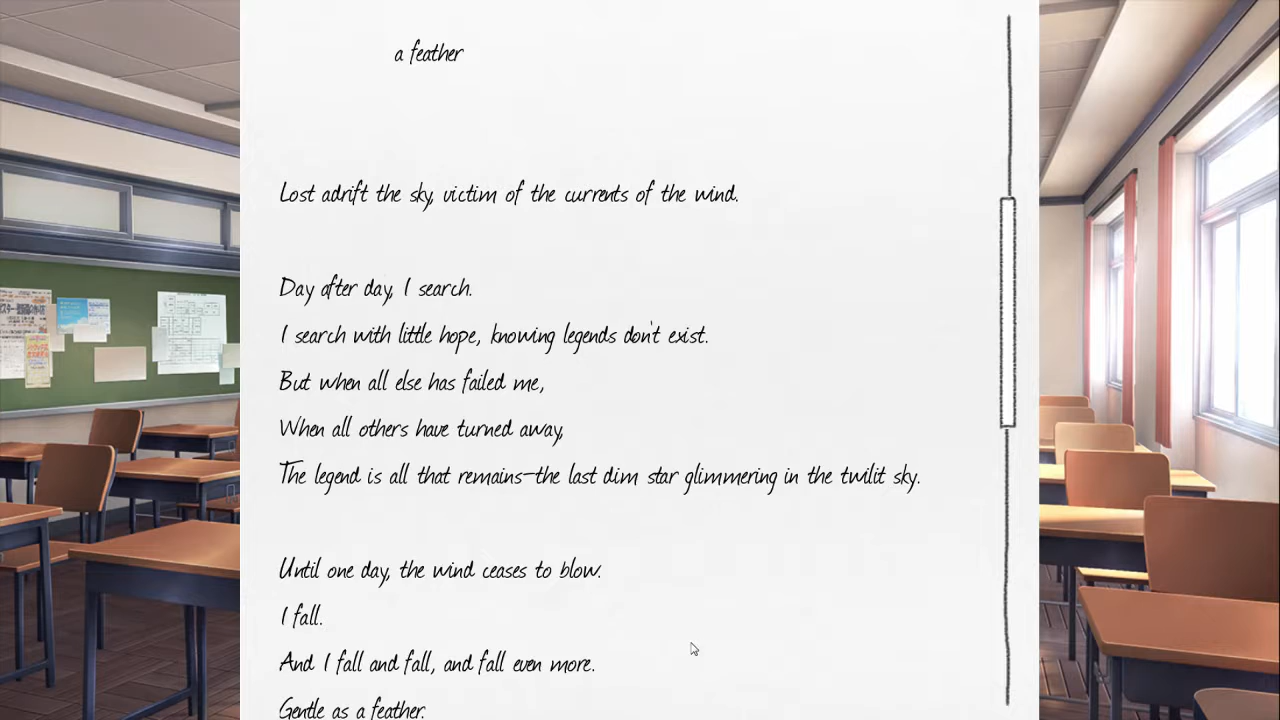 a feather
Lost adrift the sky, victim of the currents of the wind.
Day after day, I search.
I search with little hope, knowing legends don't exist.
But when all else has failed me,
When all others have turned away,
The legend is all that remains—the last dim star glimmering in the twilit sky.
Until one day, the wind ceases to blow.
I fall.
And I fall and fall, and fall even more.
Gentle as a feather.